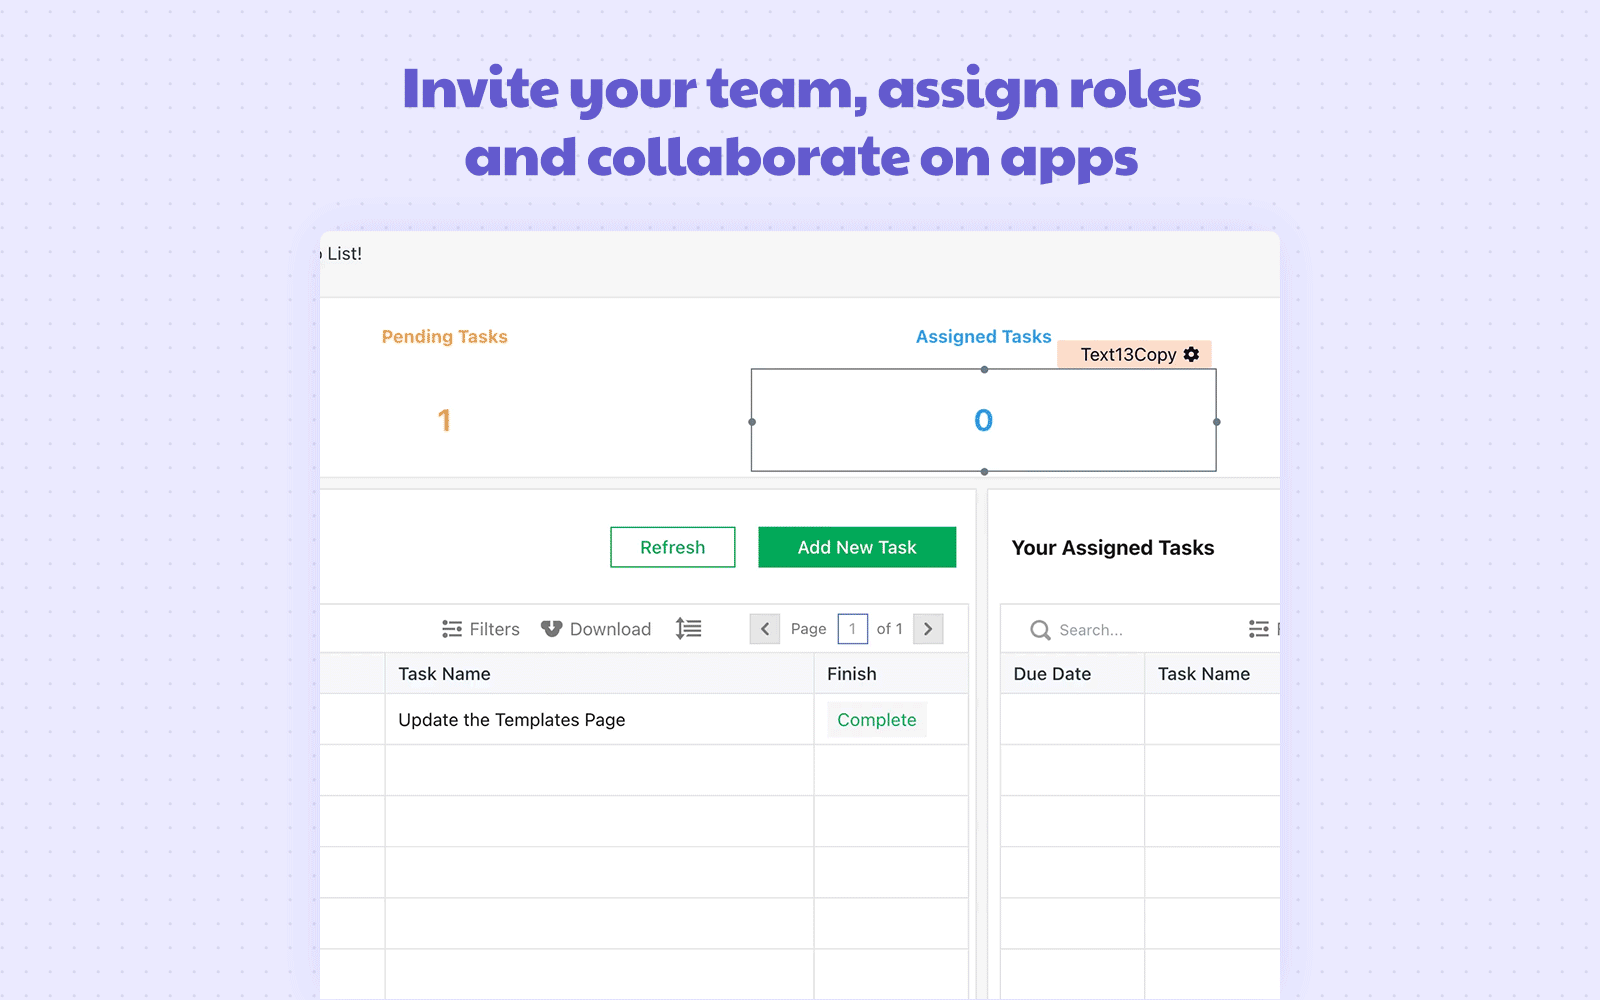 Invite your team, assign roles
and collaborate on apps
List!
Pending Tasks
Assigned Tasks
Text13Copy
1
0
Refresh
Add New Task
Your Assigned Tasks
Filters
Download
Page 1 of 1
Search...
Task Name
Finish
Due Date
Task Name
Update the Templates Page
Complete